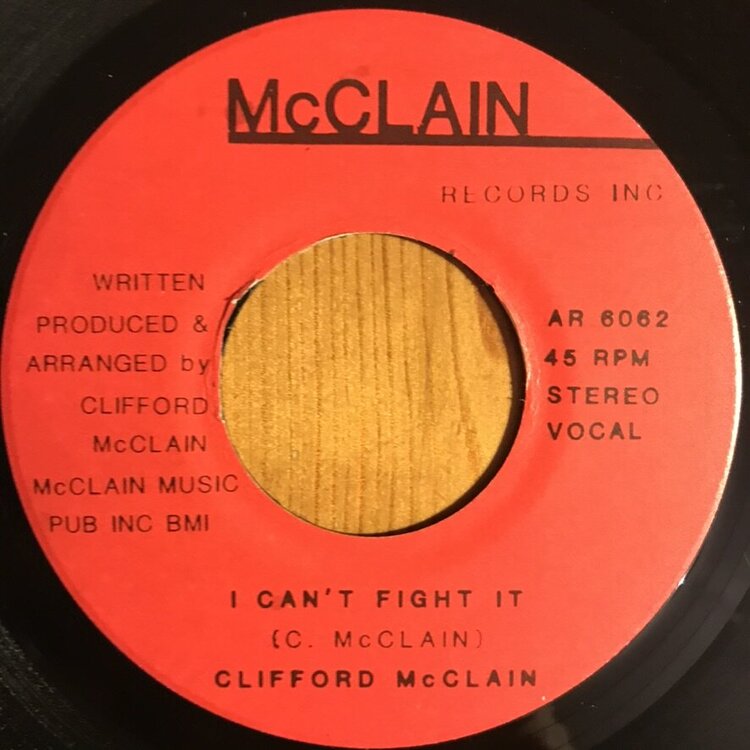 McCLAIN
RECORDS INC
WRITTEN
PRODUCED &
ARRANGED by
CLIFFORD
McCLAIN
McCLAIN MUSIC
PUB INC BMI
AR 6062
45 RPM
STEREO
VOCAL
I CAN'T FIGHT IT
(C. McCLAIN)
CLIFFORD McCLAIN